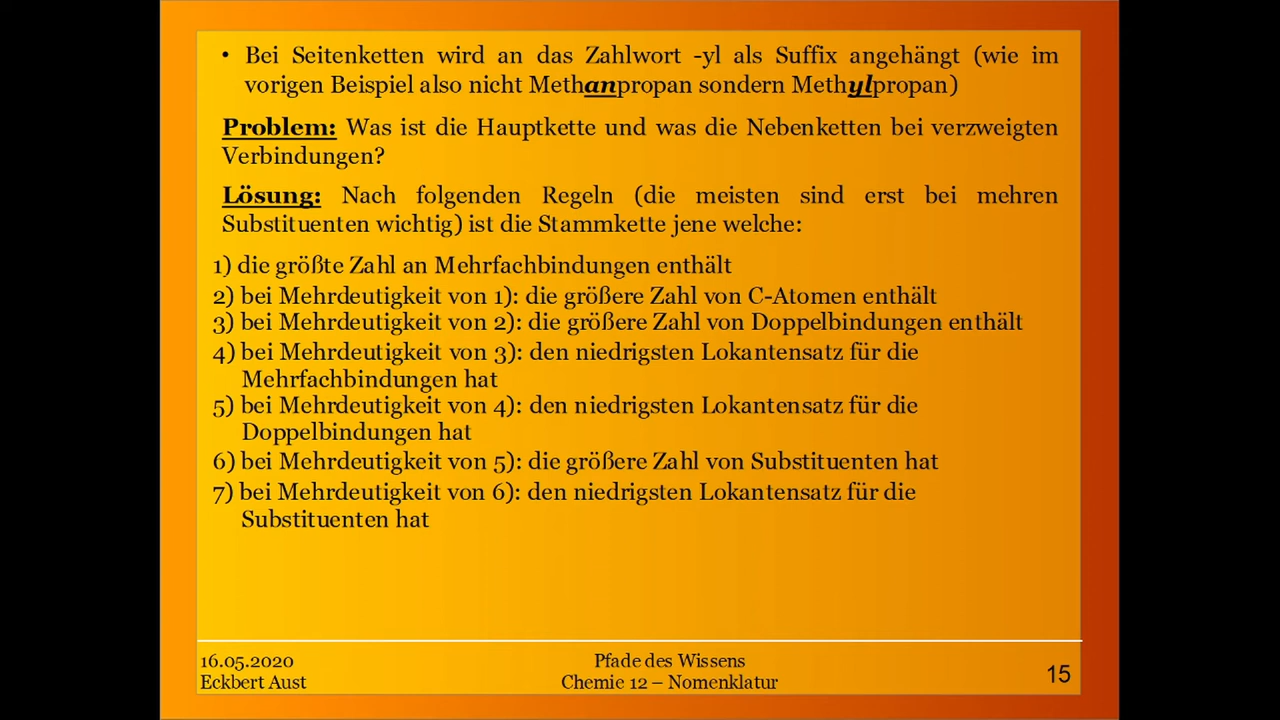 • Bei Seitenketten wird an das Zahlwort -yl als Suffix angehängt (wie im
vorigen Beispiel also nicht Methanpropan sondern Methylpropan)
Problem: Was ist die Hauptkette und was die Nebenketten bei verzweigten
Verbindungen?
Lösung: Nach folgenden Regeln (die meisten sind erst bei mehren
Substituenten wichtig) ist die Stammkette jene welche:
1) die größte Zahl an Mehrfachbindungen enthält
2) bei Mehrdeutigkeit von 1): die größere Zahl von C-Atomen enthält
3) bei Mehrdeutigkeit von 2): die größere Zahl von Doppelbindungen enthält
4) bei Mehrdeutigkeit von 3): den niedrigsten Lokantensatz für die
Mehrfachbindungen hat
5) bei Mehrdeutigkeit von 4): den niedrigsten Lokantensatz für die
Doppelbindungen hat
6) bei Mehrdeutigkeit von 5): die größere Zahl von Substituenten hat
7) bei Mehrdeutigkeit von 6): den niedrigsten Lokantensatz für die
Substituenten hat
16.05.2020
Eckbert Aust
Pfade des Wissens
Chemie 12 – Nomenklatur
15